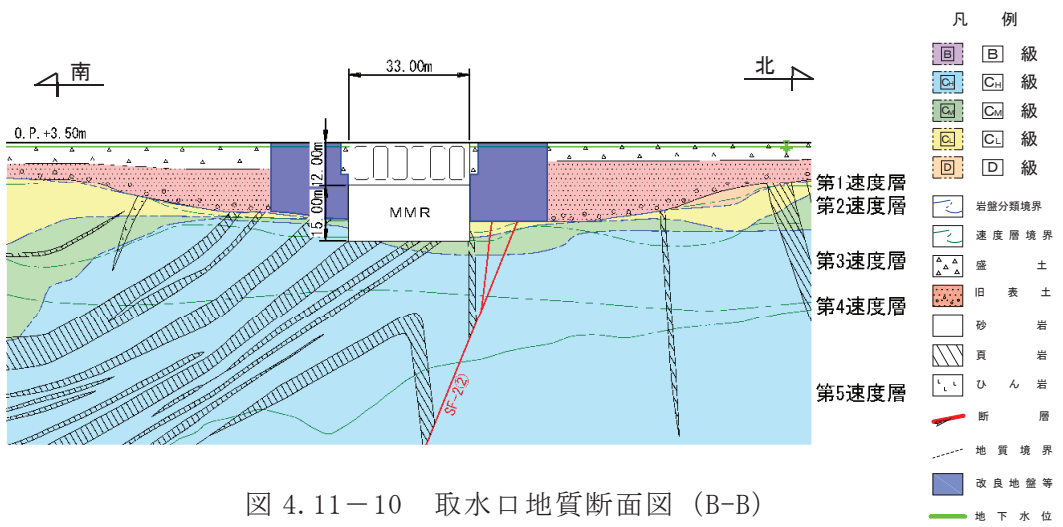 南
33.00m
北
O.P.+3.50m
12.00m
15.00m
MMR
SF-2②
第1速度層
第2速度層
第3速度層
第4速度層
第5速度層
凡 例
B B 級
CH CH 級
CM CM 級
CL CL 級
D D 級
岩盤分類境界
速度層境界
盛 土
旧 表 土
砂 岩
頁 岩
ひ ん 岩
断 層
地 質 境 界
改 良 地 盤 等
地 下 水 位
図 4.11-10 取水口地質断面図 (B-B)